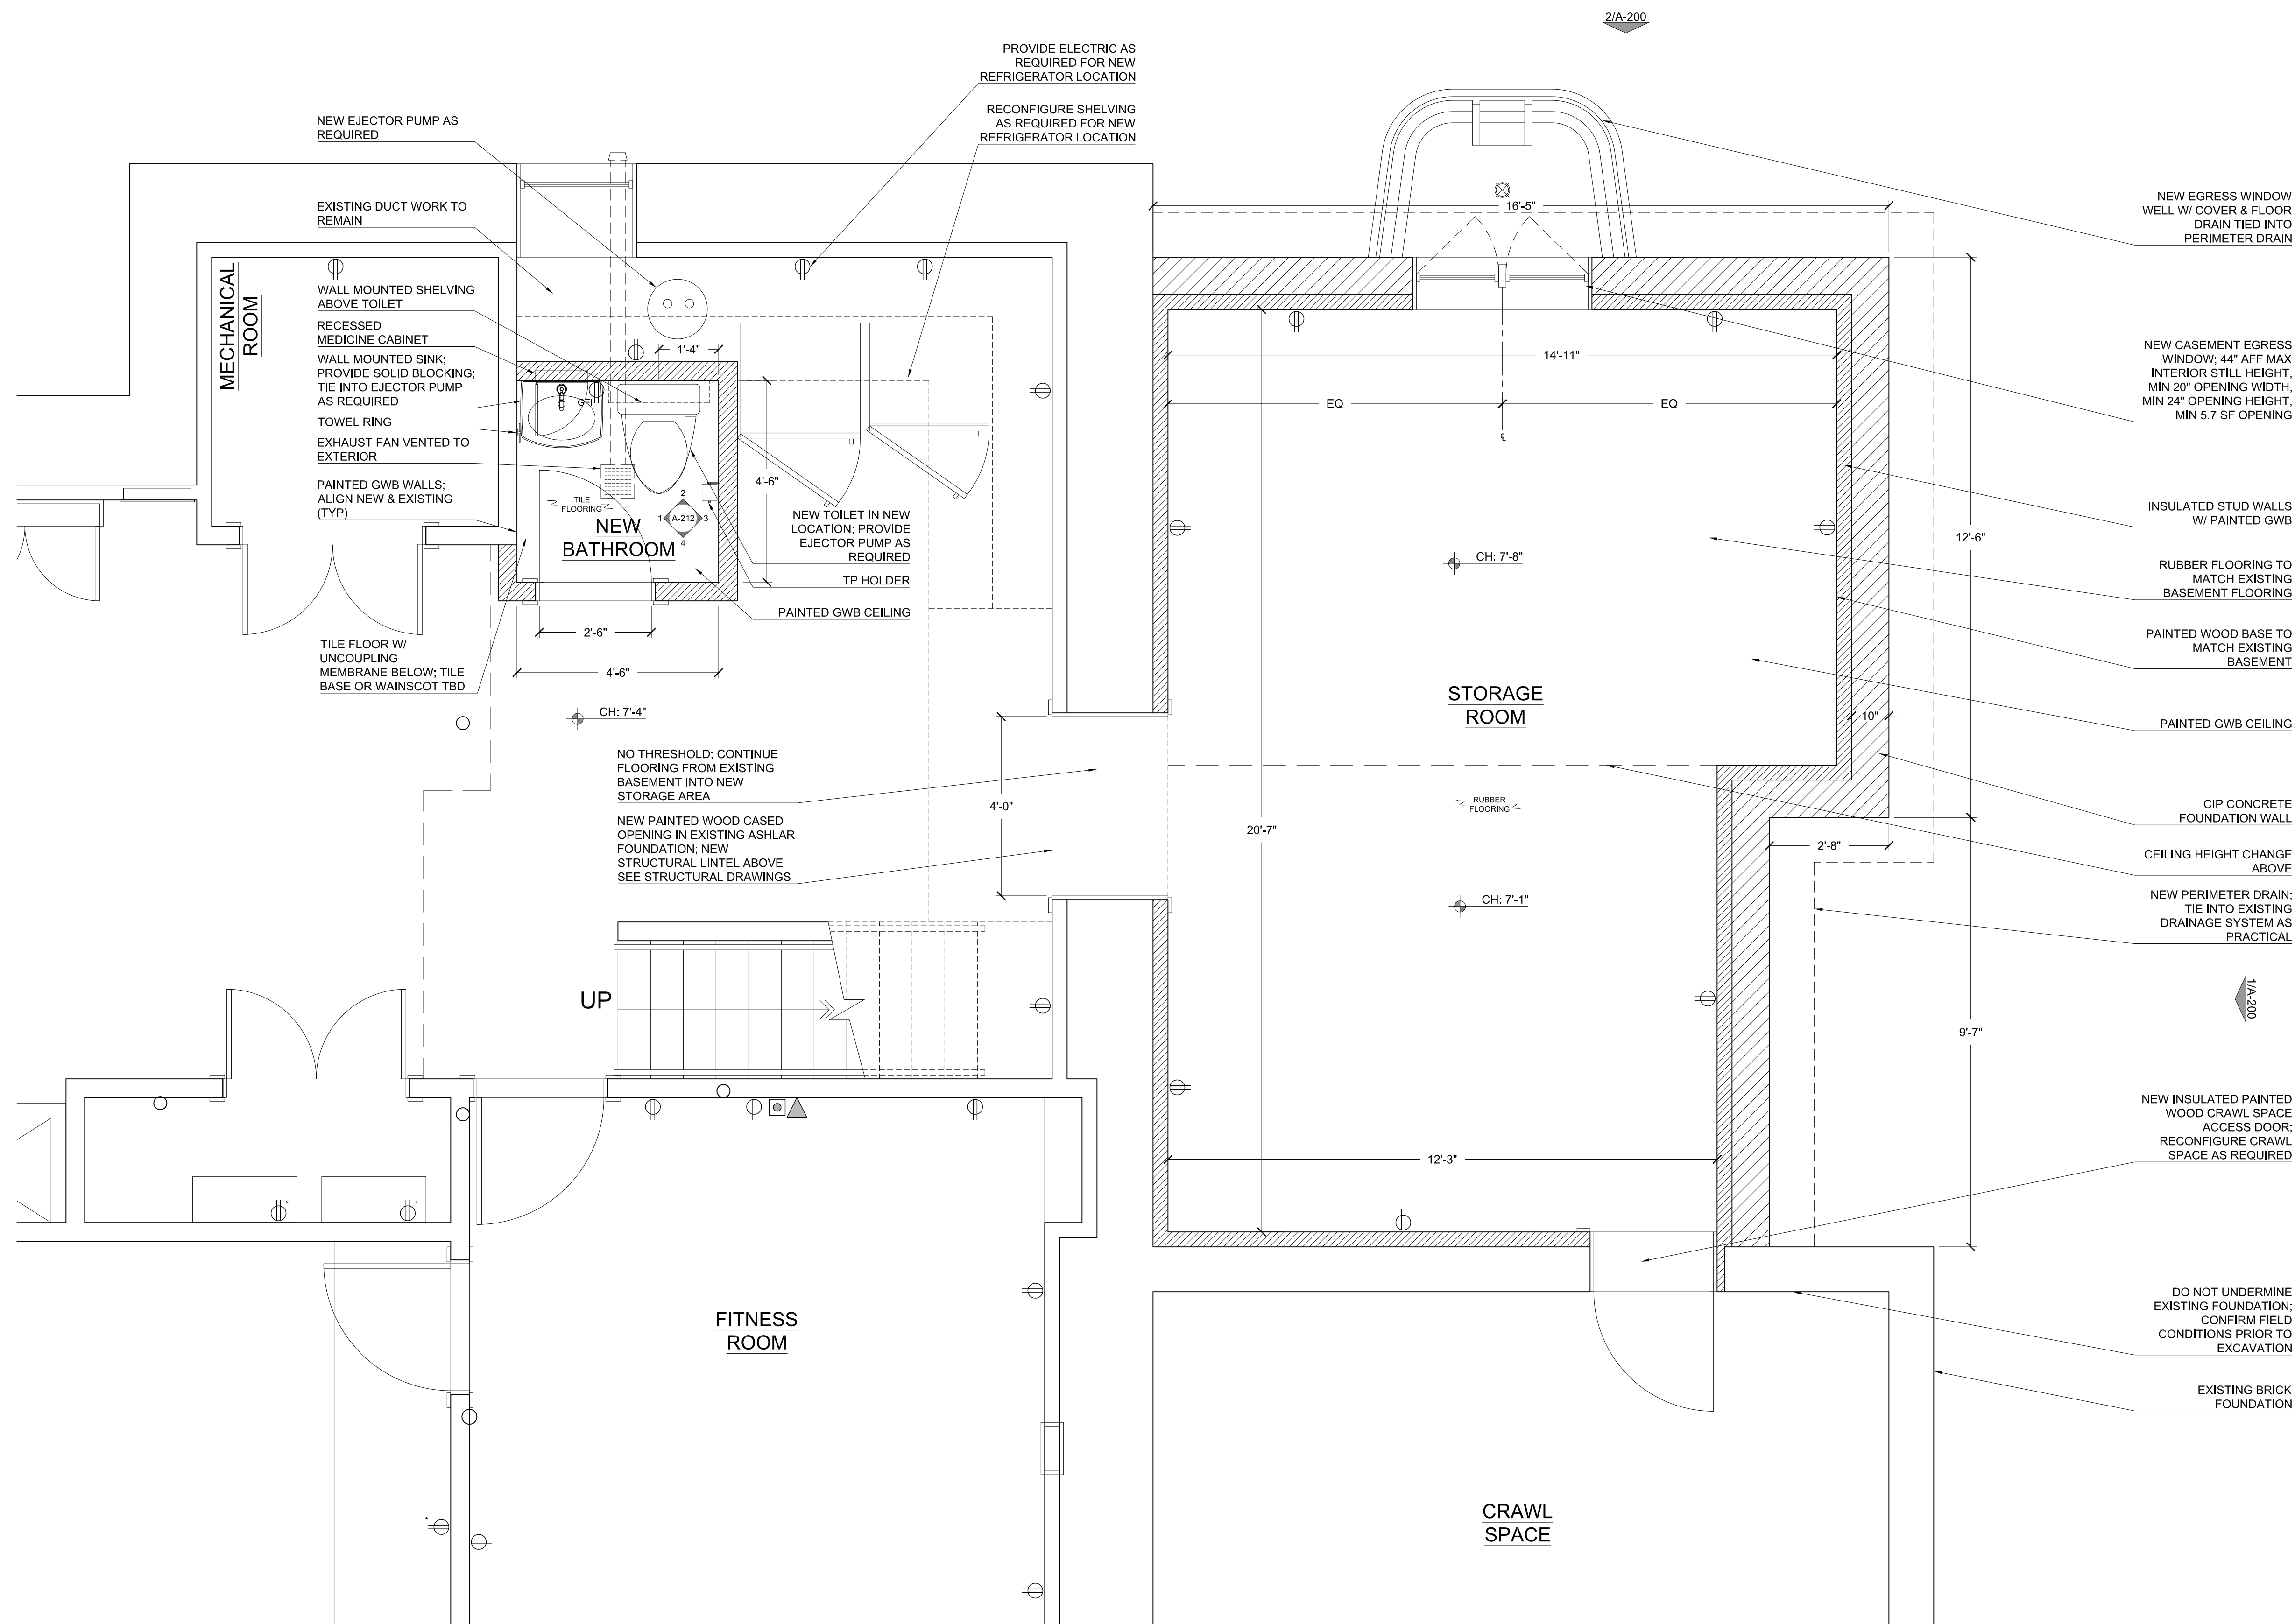 2/A-200
PROVIDE ELECTRIC AS
REQUIRED FOR NEW
REFRIGERATOR LOCATION
RECONFIGURE SHELVING
AS REQUIRED FOR NEW
REFRIGERATOR LOCATION
NEW EJECTOR PUMP AS
REQUIRED
EXISTING DUCT WORK TO
REMAIN
MECHANICAL
ROOM
WALL MOUNTED SHELVING
ABOVE TOILET
RECESSED
MEDICINE CABINET
WALL MOUNTED SINK;
PROVIDE SOLID BLOCKING;
TIE INTO EJECTOR PUMP
AS REQUIRED
TOWEL RING
EXHAUST FAN VENTED TO
EXTERIOR
PAINTED GWB WALLS;
ALIGN NEW & EXISTING
(TYP)
TILE FLOOR W/
UNCOUPLING
MEMBRANE BELOW; TILE
BASE OR WAINSCOT TBD
1'-4"
GFI
4'-6"
TILE
FLOORING
NEW
BATHROOM
2
1
A-212
3
4
NEW TOILET IN NEW
LOCATION; PROVIDE
EJECTOR PUMP AS
REQUIRED
TP HOLDER
PAINTED GWB CEILING
2'-6"
4'-6"
CH: 7'-4"
NO THRESHOLD; CONTINUE
FLOORING FROM EXISTING
BASEMENT INTO NEW
STORAGE AREA
NEW PAINTED WOOD CASED
OPENING IN EXISTING ASHLAR
FOUNDATION; NEW
STRUCTURAL LINTEL ABOVE
SEE STRUCTURAL DRAWINGS
4'-0"
UP
*
*
*
FITNESS
ROOM
16'-5"
14'-11"
EQ
EQ
CH: 7'-8"
STORAGE
ROOM
RUBBER
FLOORING
20'-7"
CH: 7'-1"
12'-3"
10"
2'-8"
12'-6"
9'-7"
CRAWL
SPACE
NEW EGRESS WINDOW
WELL W/ COVER & FLOOR
DRAIN TIED INTO
PERIMETER DRAIN
NEW CASEMENT EGRESS
WINDOW; 44" AFF MAX
INTERIOR STILL HEIGHT,
MIN 20" OPENING WIDTH,
MIN 24" OPENING HEIGHT,
MIN 5.7 SF OPENING
INSULATED STUD WALLS
W/ PAINTED GWB
RUBBER FLOORING TO
MATCH EXISTING
BASEMENT FLOORING
PAINTED WOOD BASE TO
MATCH EXISTING
BASEMENT
PAINTED GWB CEILING
CIP CONCRETE
FOUNDATION WALL
CEILING HEIGHT CHANGE
ABOVE
NEW PERIMETER DRAIN;
TIE INTO EXISTING
DRAINAGE SYSTEM AS
PRACTICAL
1/A-200
NEW INSULATED PAINTED
WOOD CRAWL SPACE
ACCESS DOOR;
RECONFIGURE CRAWL
SPACE AS REQUIRED
DO NOT UNDERMINE
EXISTING FOUNDATION;
CONFIRM FIELD
CONDITIONS PRIOR TO
EXCAVATION
EXISTING BRICK
FOUNDATION